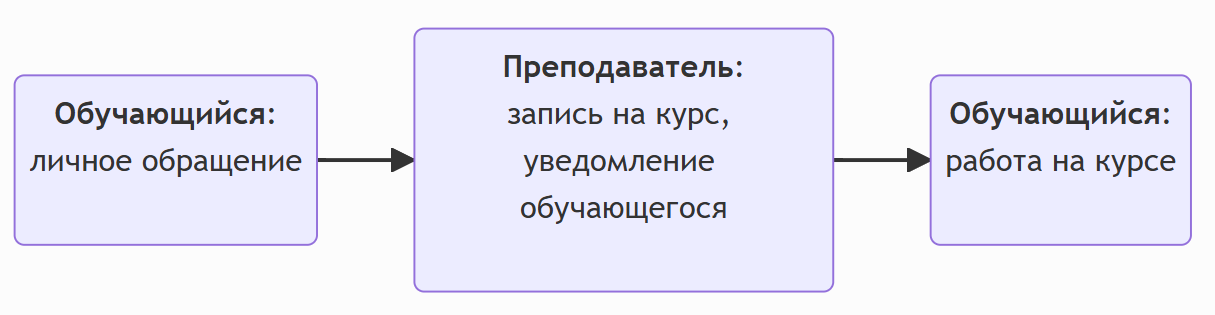 Обучающийся:
личное обращение
Преподаватель:
запись на курс,
уведомление
обучающегося
Обучающийся:
работа на курсе